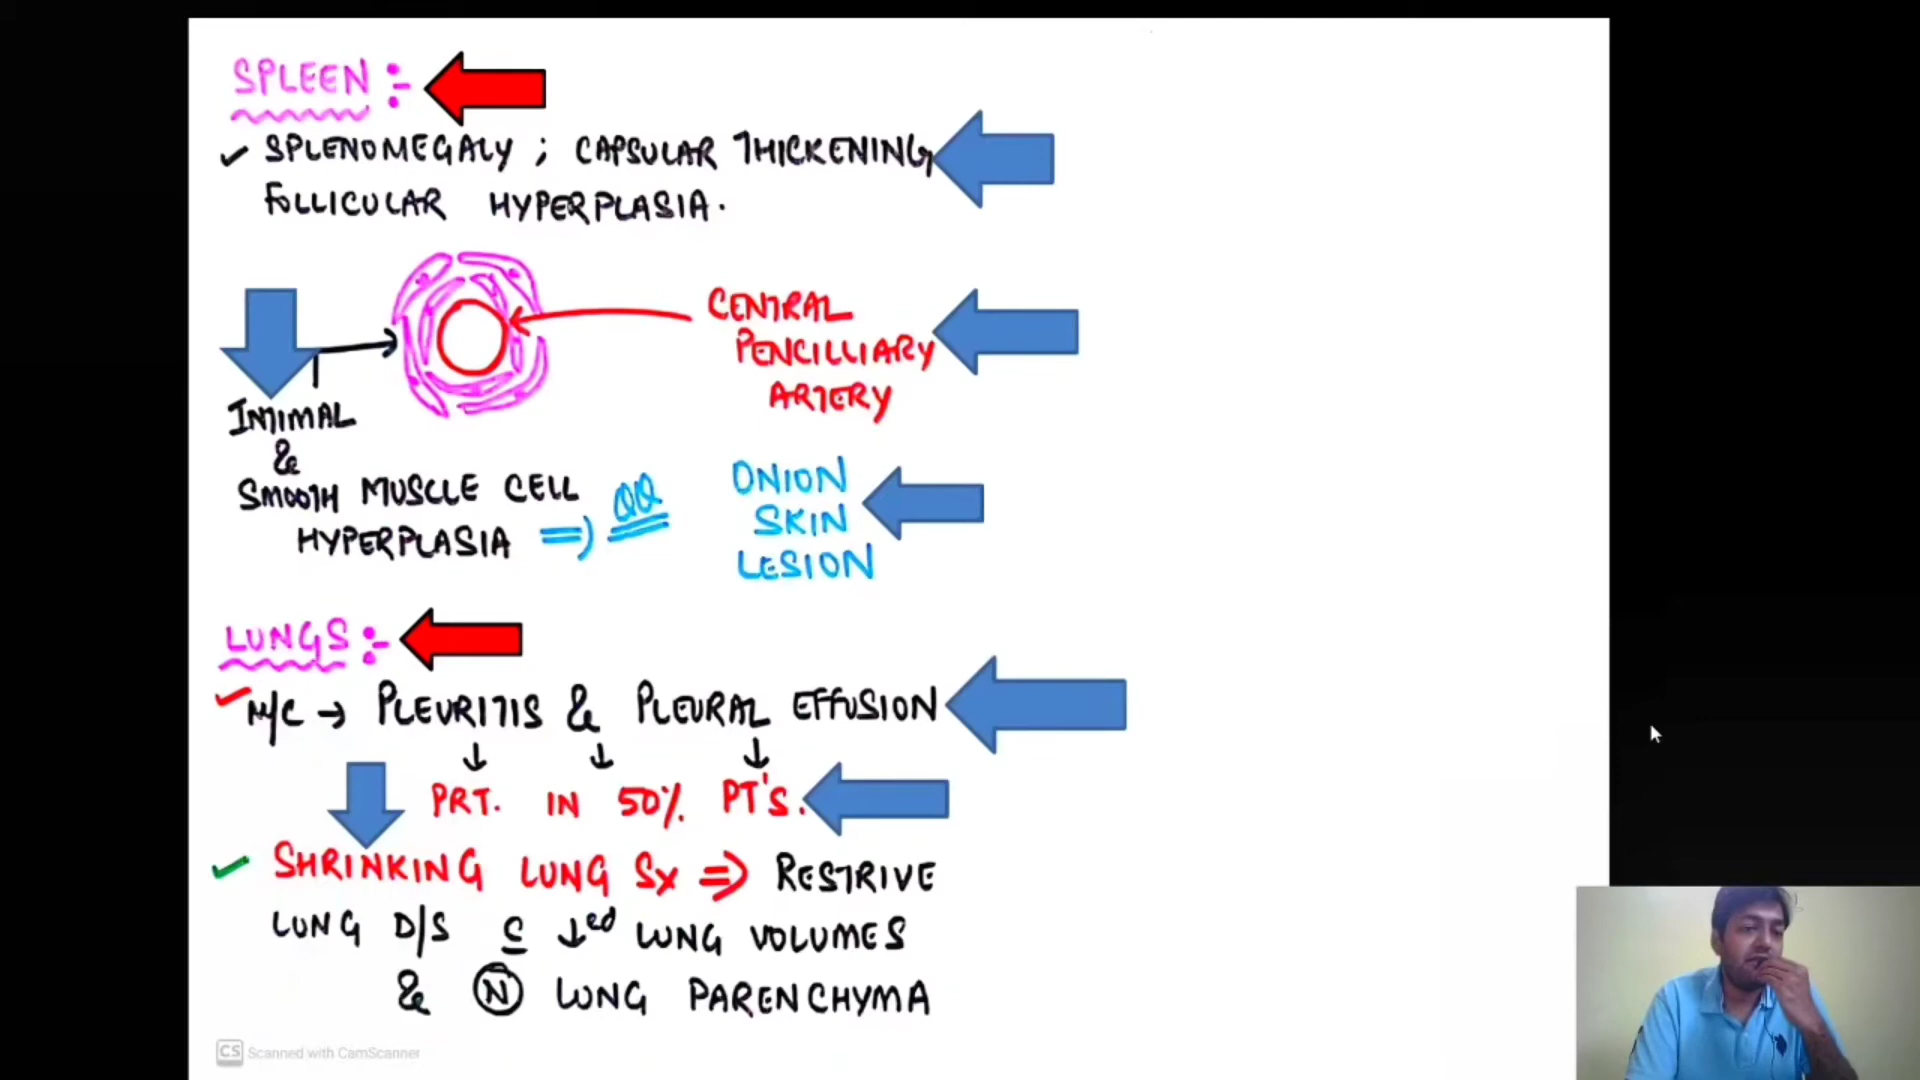 SPLEEN :-
✓ SPLENOMEGALY ; CAPSULAR THICKENING
FOLLICULAR HYPERPLASIA.
CENTRAL
PENCILLIARY
ARTERY
INTIMAL
&
SMOOTH MUSCLE CELL
HYPERPLASIA ⇒ QQ
ONION
SKIN
LESION
LUNGS :-
✓ M/C → PLEURITIS & PLEURAL EFFUSION
↓ ↓ ↓
PRT. IN 50% PT'S.
✓ SHRINKING LUNG SX ⇒ RESTRIVE
LUNG D/S C ↓ed LUNG VOLUMES
& N LUNG PARENCHYMA
CS Scanned with CamScanner